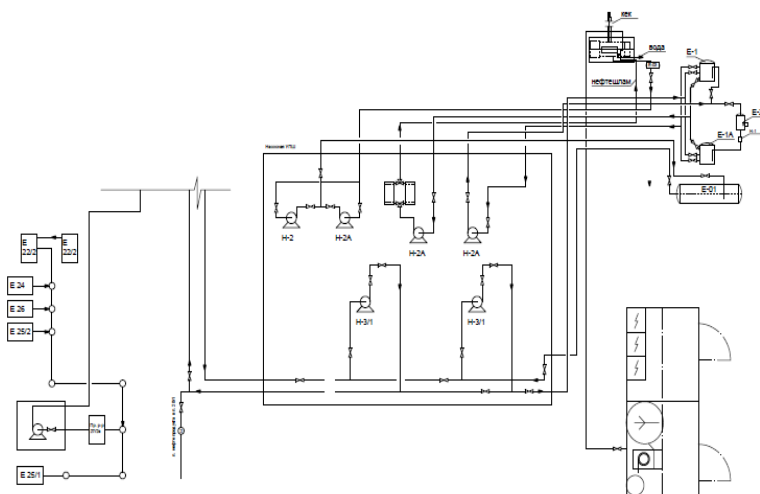 кек
вода
Е-1
нефтешлам
Е-1А
Е-01
Насосная УПШ
Н-2
Н-2А
Н-2А
Н-2А
Е
22/2
Е
22/2
Е 24
Е 26
Е 25/2
Н-3/1
Н-3/1
Е 25/1